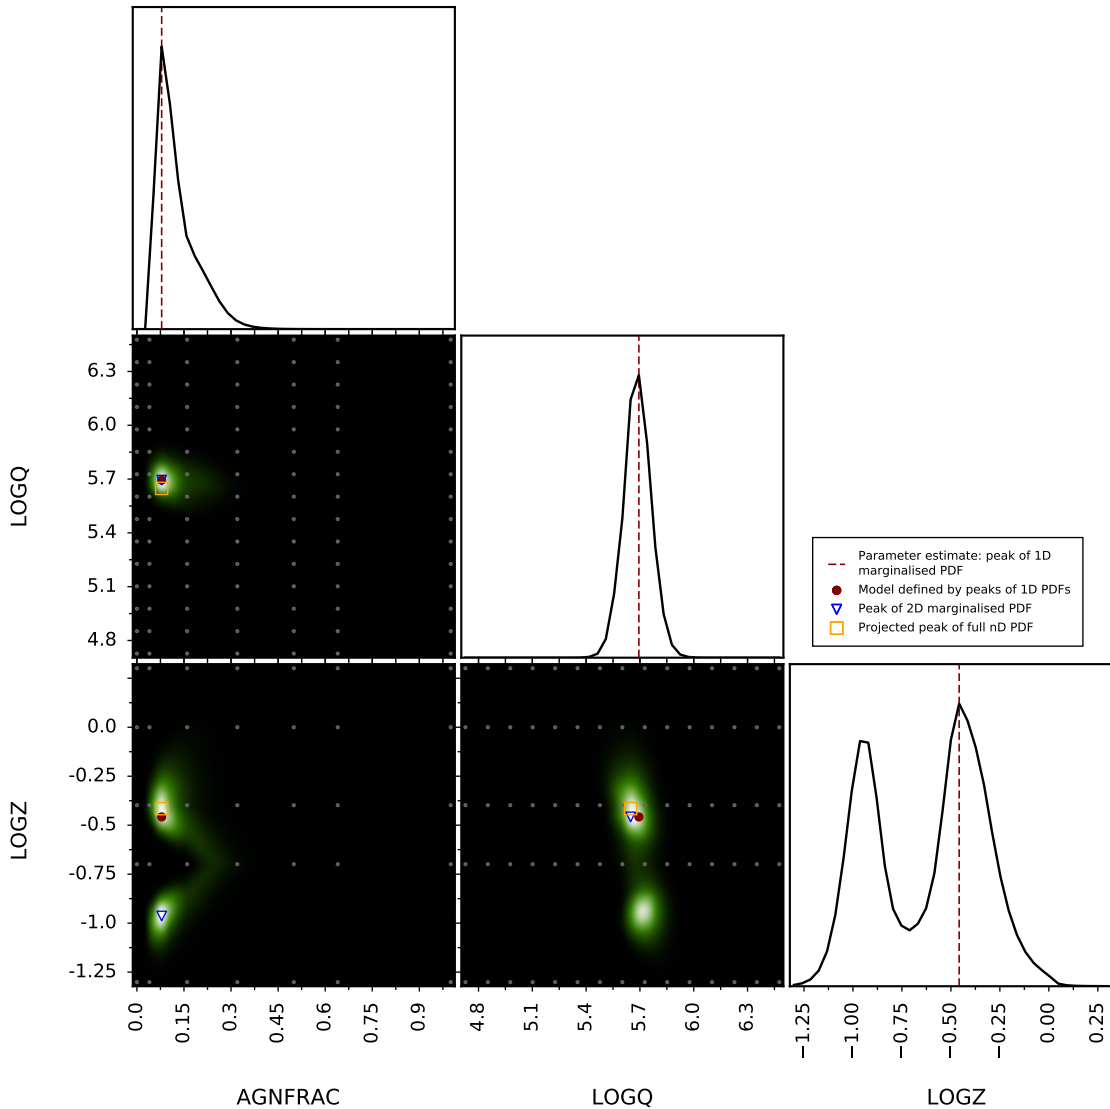 LOGQ
6.3
6.0
5.7
5.4
5.1
4.8
Parameter estimate: peak of 1D
marginalised PDF
Model defined by peaks of 1D PDFs
Peak of 2D marginalised PDF
Projected peak of full nD PDF
LOGZ
0.0
-0.25
-0.5
-0.75
-1.0
-1.25
0.0 0.15 0.3 0.45 0.6 0.75 0.9
4.8 5.1 5.4 5.7 6.0 6.3
−1.25 −1.00 −0.75 −0.50 −0.25 0.00 0.25
AGNFRAC LOGQ LOGZ